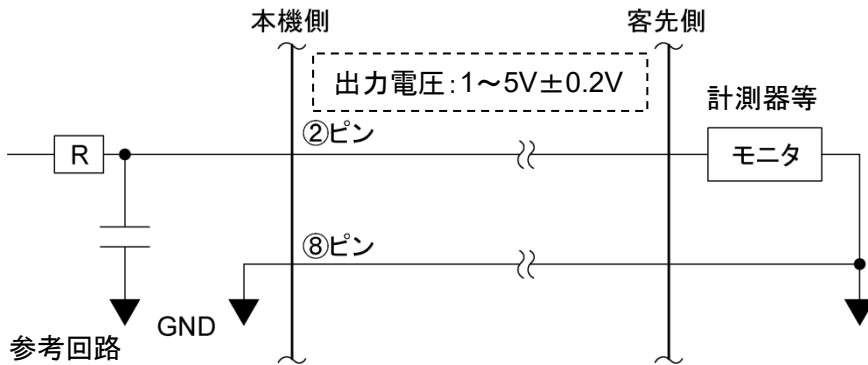 本機側
客先側
出力電圧:1～5V±0.2V
計測器等
②ピン
R
モニタ
⑧ピン
GND
参考回路